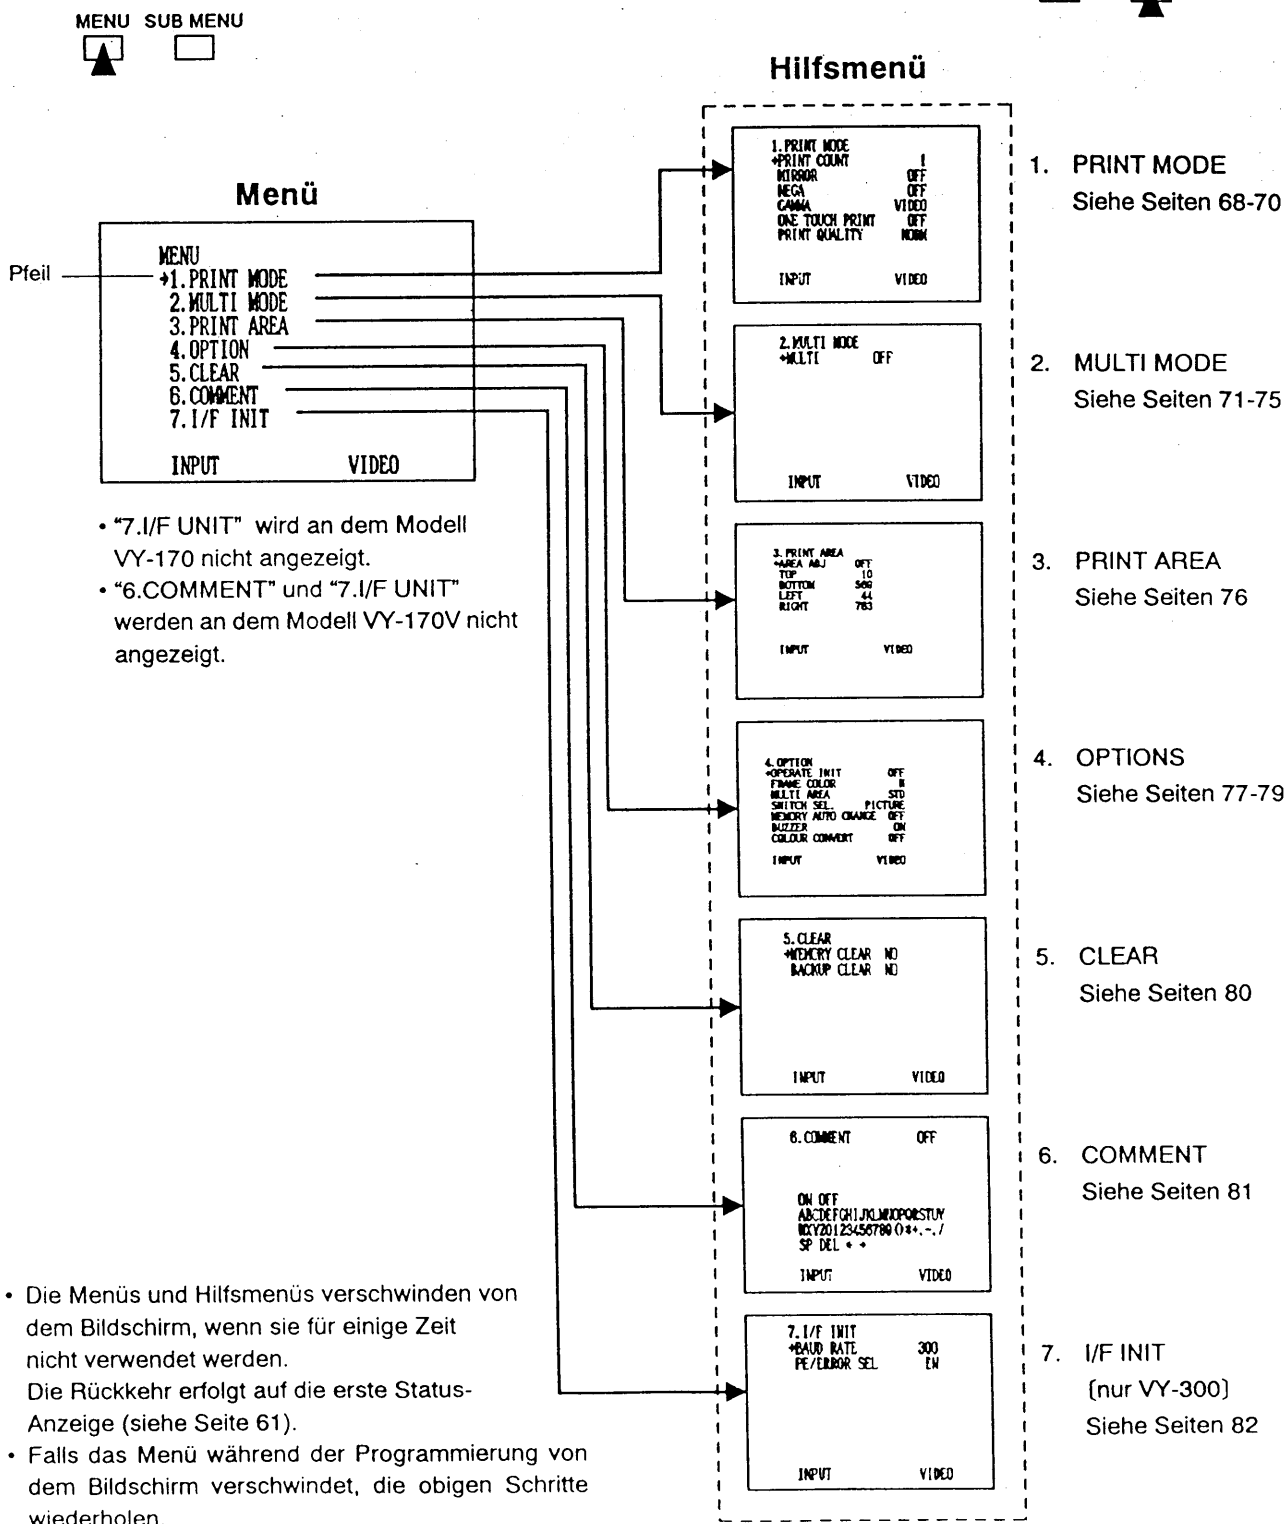 MENU SUB MENU
Hilfsmenü
Menü
Pfeil
MENU
→1.PRINT MODE
2.MULTI MODE
3.PRINT AREA
4.OPTION
5.CLEAR
6.COMMENT
7.I/F INIT
INPUT VIDEO
• "7.I/F UNIT" wird an dem Modell
VY-170 nicht angezeigt.
• "6.COMMENT" und "7.I/F UNIT"
werden an dem Modell VY-170V nicht
angezeigt.
1.PRINT MODE
→PRINT COUNT 1
MIRROR OFF
NEGA OFF
GAMMA VIDEO
ONE TOUCH PRINT OFF
PRINT QUALITY NORM
INPUT VIDEO
1. PRINT MODE
Siehe Seiten 68-70
2.MULTI MODE
→MULTI OFF
INPUT VIDEO
2. MULTI MODE
Siehe Seiten 71-75
3.PRINT AREA
→AREA ADJ OFF
TOP 10
BOTTOM 569
LEFT 44
RIGHT 763
INPUT VIDEO
3. PRINT AREA
Siehe Seiten 76
4.OPTION
→OPERATE INIT OFF
FRAME COLOR
MULTI AREA STD
SWITCH SEL. PICTURE
MEMORY AUTO CHANGE OFF
BUZZER ON
COLOUR CONVERT OFF
INPUT VIDEO
4. OPTIONS
Siehe Seiten 77-79
5.CLEAR
→MEMORY CLEAR NO
BACKUP CLEAR NO
INPUT VIDEO
5. CLEAR
Siehe Seiten 80
6.COMMENT OFF
ON OFF
ABCDEFGHIJKLMNOPQRSTUV
WXYZ0123456789()*+,-./
SP DEL
INPUT VIDEO
6. COMMENT
Siehe Seiten 81
7.I/F INIT
→BAUD RATE 300
PE/ERROR SEL
INPUT VIDEO
7. I/F INIT
(nur VY-300)
Siehe Seiten 82
• Die Menüs und Hilfsmenüs verschwinden von
dem Bildschirm, wenn sie für einige Zeit
nicht verwendet werden.
Die Rückkehr erfolgt auf die erste Status-
Anzeige (siehe Seite 61).
• Falls das Menü während der Programmierung von
dem Bildschirm verschwindet, die obigen Schritte
wiederholen.